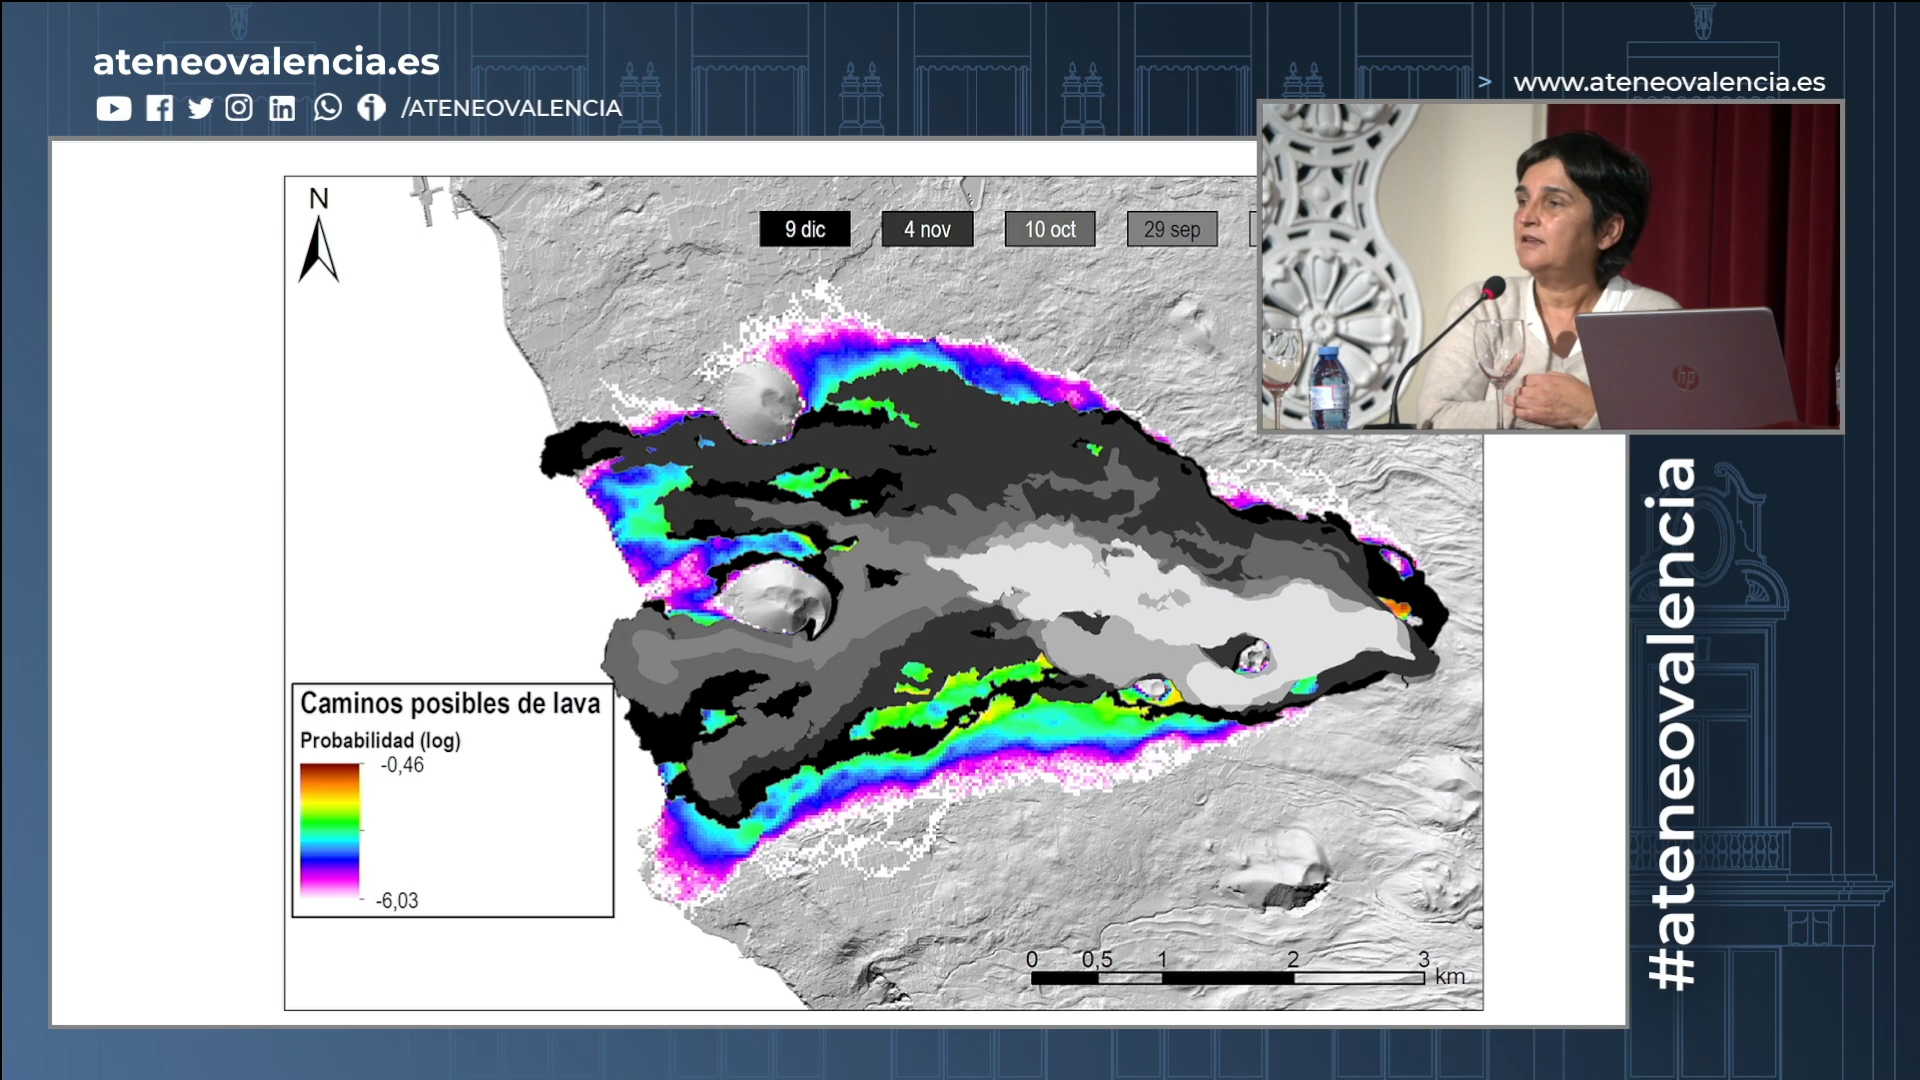 ateneovalencia.es
/ATENEOVALENCIA
> www.ateneovalencia.es
N
9 dic
4 nov
10 oct
29 sep
hp
Caminos posibles de lava
Probabilidad (log)
-0,46
-6,03
0 0,5 1 2 3
km
#ateneovalencia